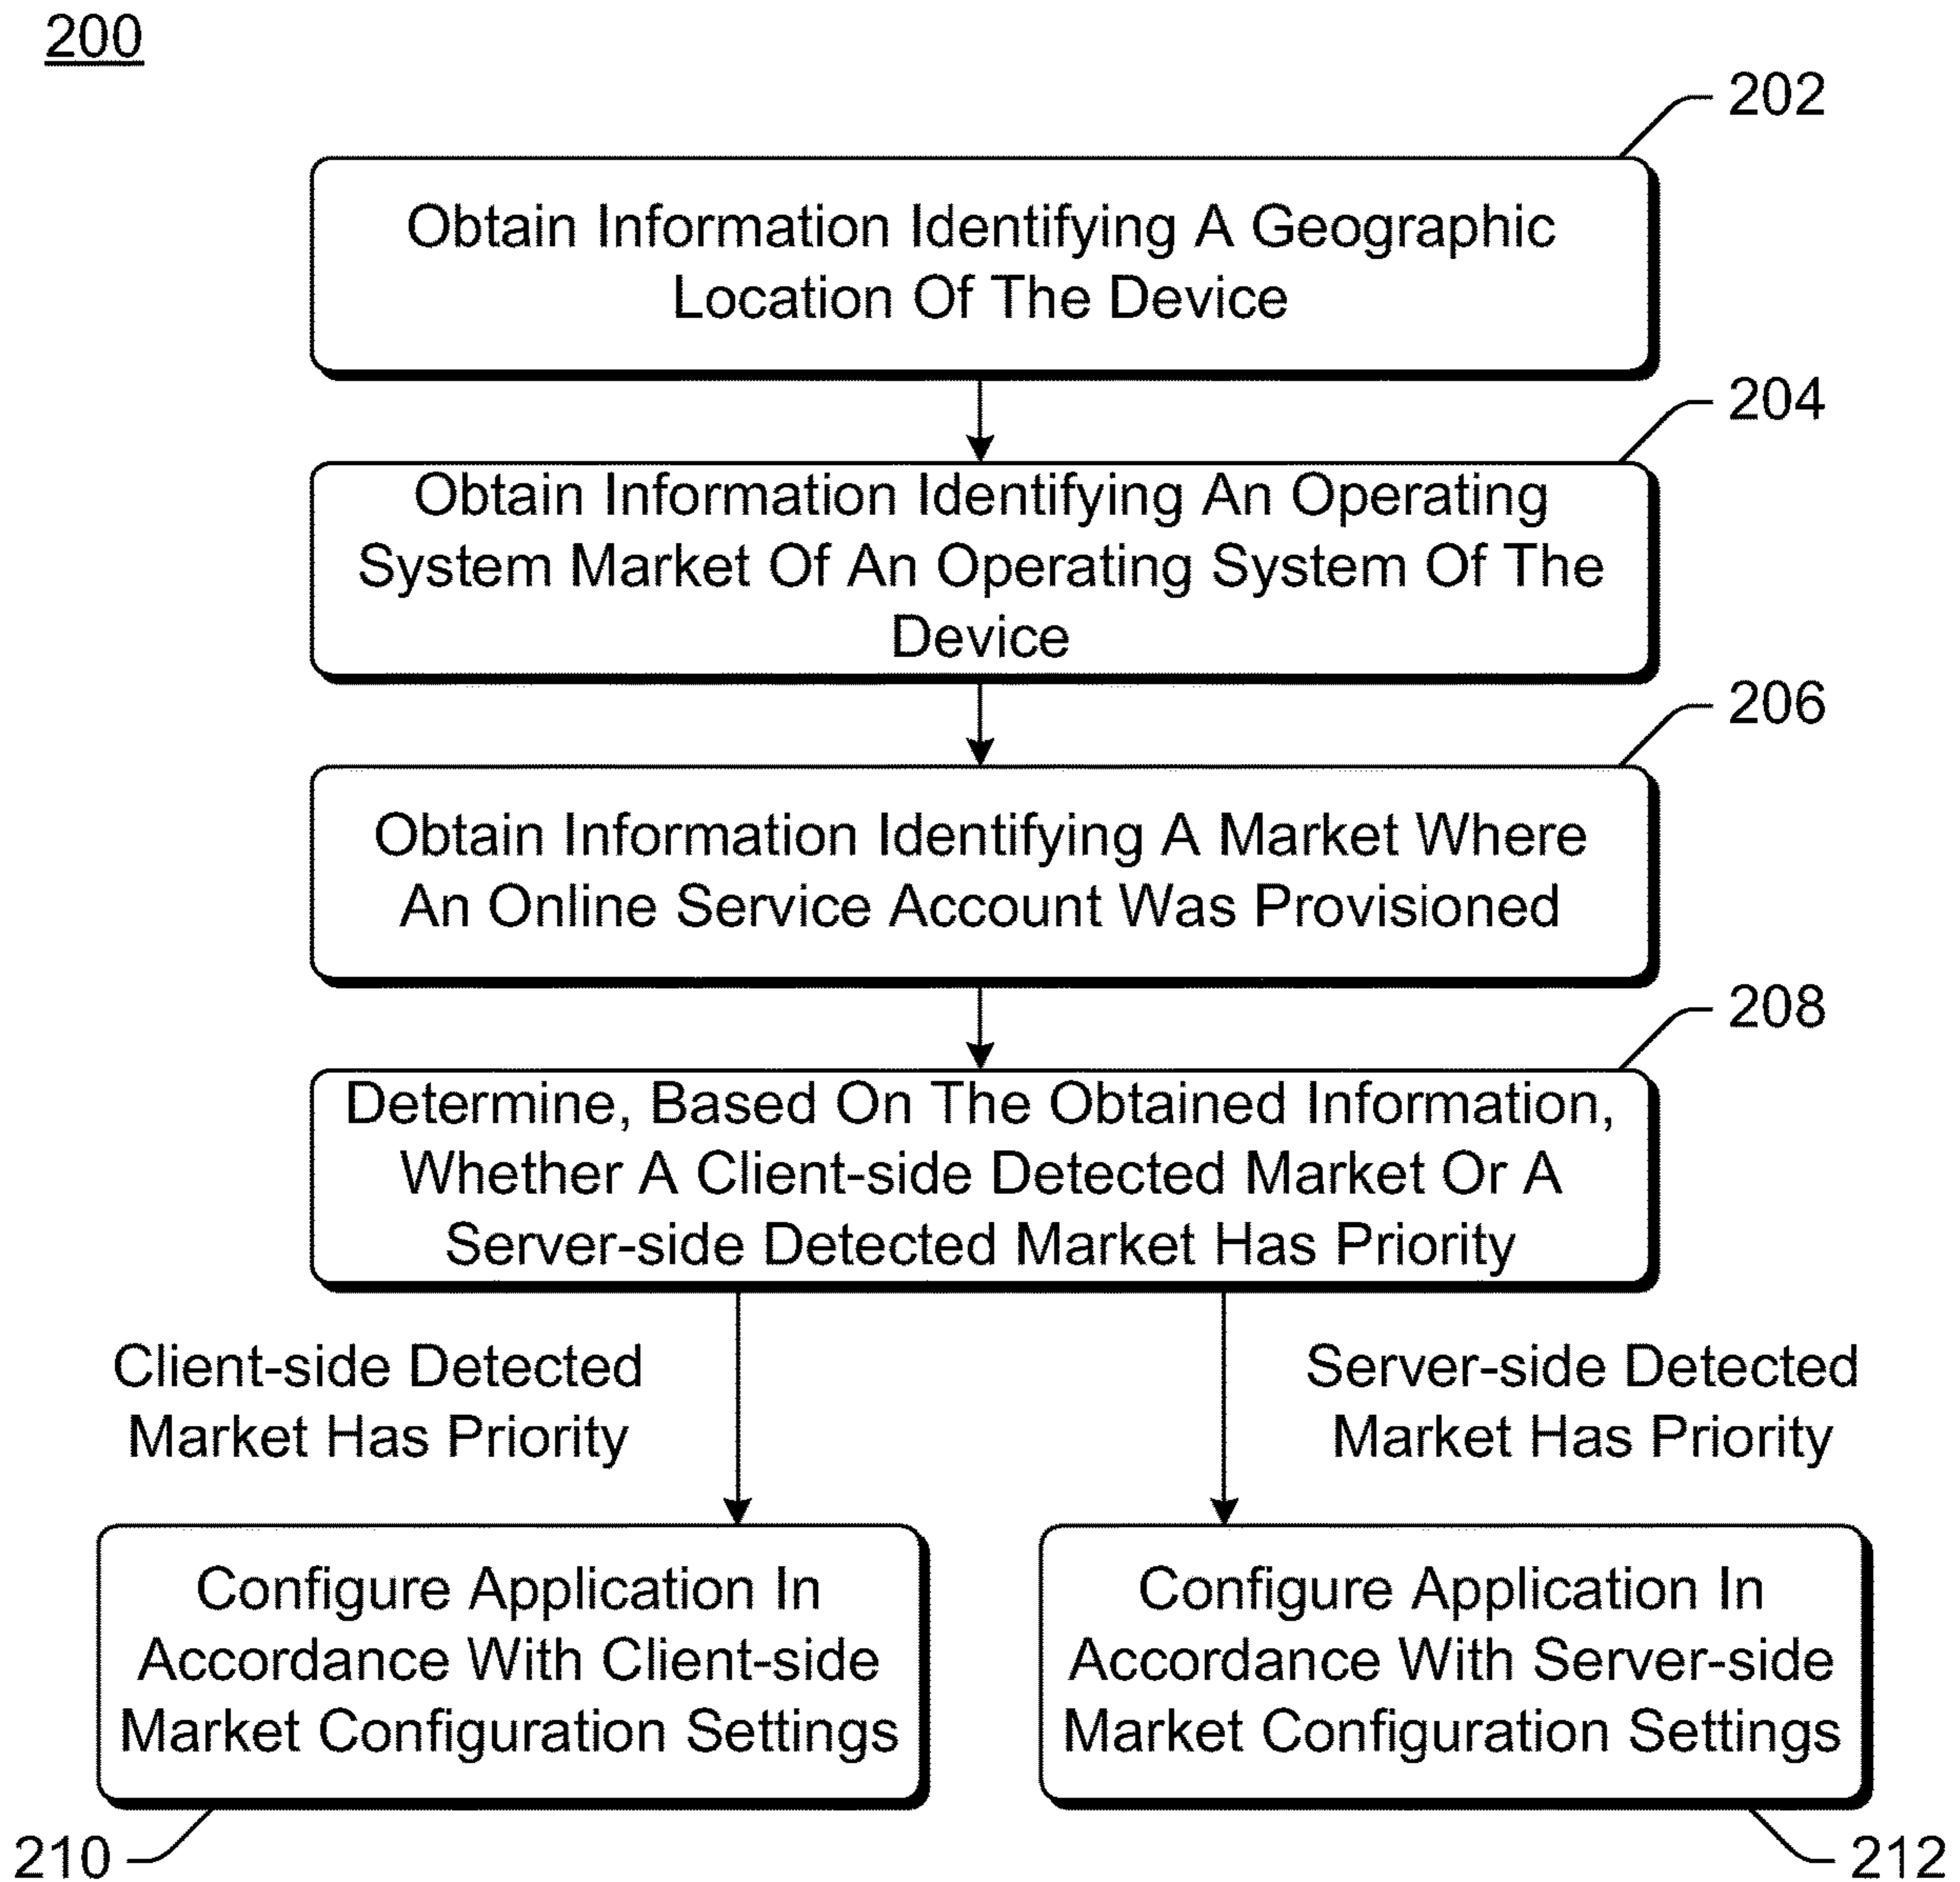 200
202
Obtain Information Identifying A Geographic
Location Of The Device
204
Obtain Information Identifying An Operating
System Market Of An Operating System Of The
Device
206
Obtain Information Identifying A Market Where
An Online Service Account Was Provisioned
208
Determine, Based On The Obtained Information,
Whether A Client-side Detected Market Or A
Server-side Detected Market Has Priority
Client-side Detected
Market Has Priority
Server-side Detected
Market Has Priority
Configure Application In
Accordance With Client-side
Market Configuration Settings
210
Configure Application In
Accordance With Server-side
Market Configuration Settings
212